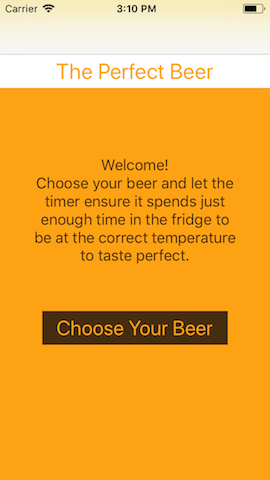 Carrier 3:10 PM
The Perfect Beer
Welcome!
Choose your beer and let the
timer ensure it spends just
enough time in the fridge to
be at the correct temperature
to taste perfect.
Choose Your Beer